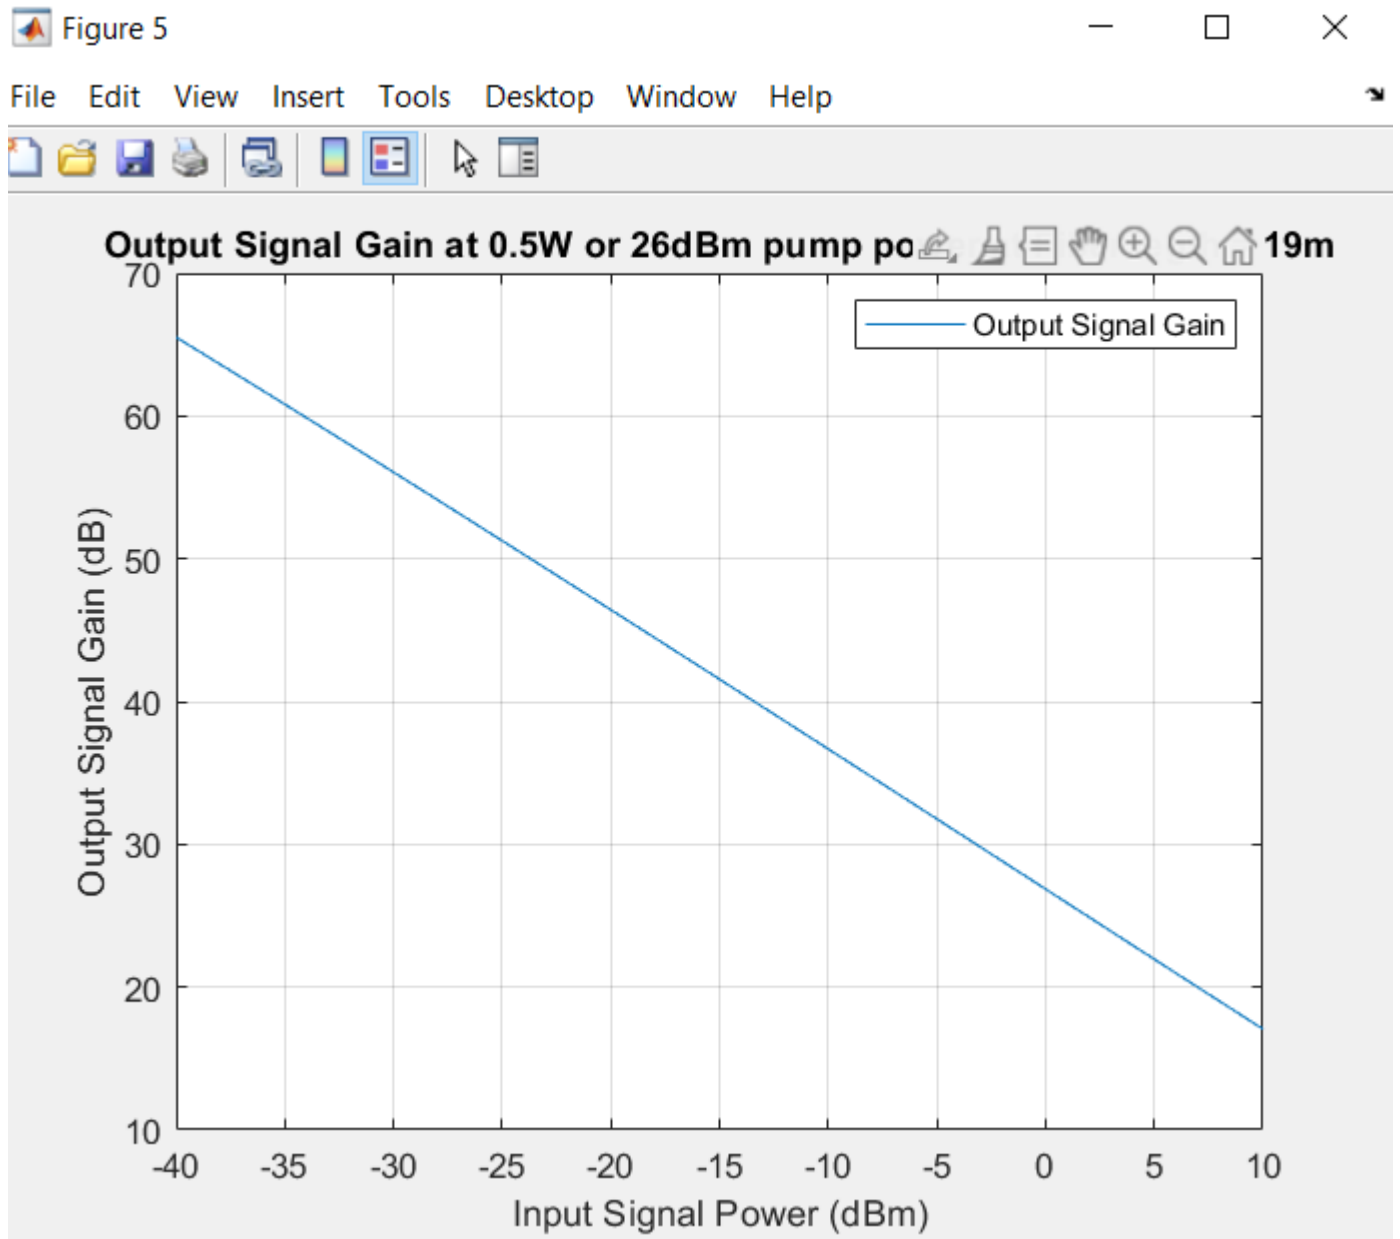 Figure 5
File Edit View Insert Tools Desktop Window Help
Output Signal Gain at 0.5W or 26dBm pump 19m
Output Signal Gain
70
60
50
40
30
20
10
Output Signal Gain (dB)
-40 -35 -30 -25 -20 -15 -10 -5 0 5 10
Input Signal Power (dBm)